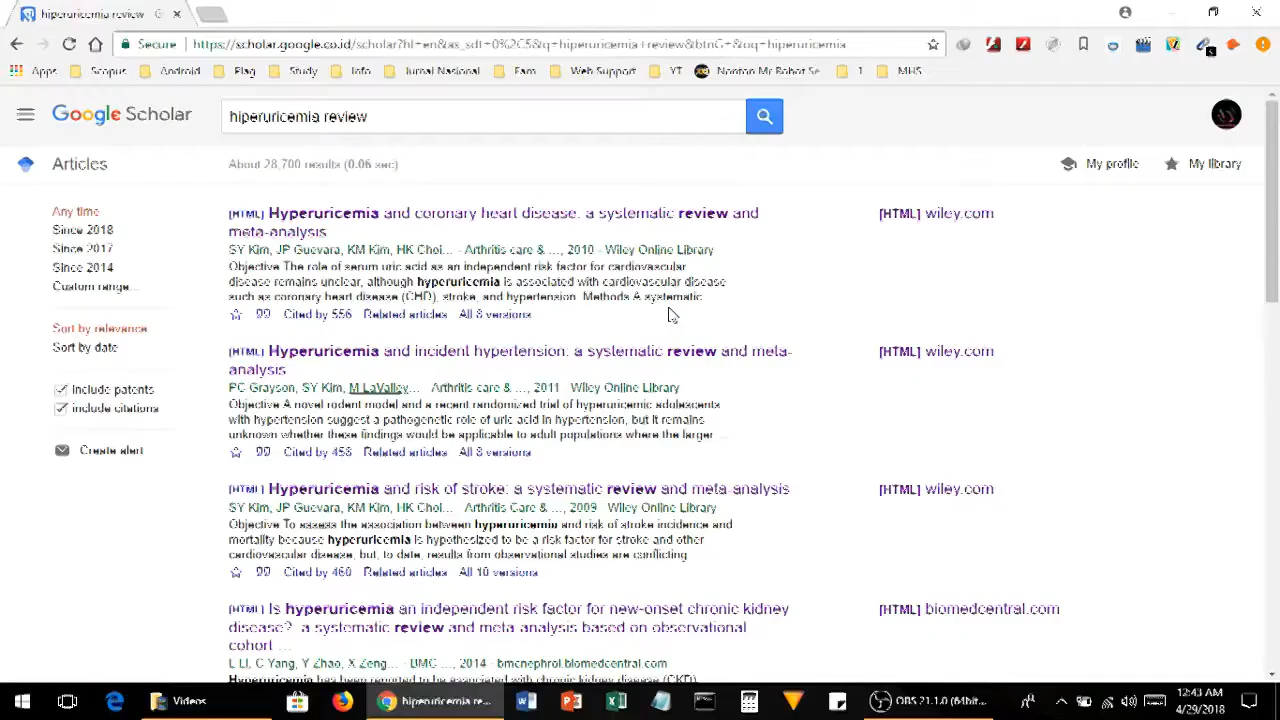 hiperuricemia review
Secure
https://scholar.google.co.id/scholar?hl=en&as_sdt=0%2C5&q=hiperuricemia+review&btnG=&oq=hiperuricemia
Apps Scopus Android Plag Study Info Jurnal Nasional Fam Web Support YT Norton Mr Robot Se 1 MHS
Google Scholar
hiperuricemia review
Articles
About 28,700 results (0.06 sec)
My profile My library
Any time
Since 2018
Since 2017
Since 2014
Custom range...
Sort by relevance
Sort by date
include patents
include citations
Create alert
[HTML] Hyperuricemia and coronary heart disease: a systematic review and
meta-analysis
SY Kim, JP Guevara, KM Kim, HK Choi... - Arthritis care & ..., 2010 - Wiley Online Library
Objective The role of serum uric acid as an independent risk factor for cardiovascular
disease remains unclear, although hyperuricemia is associated with cardiovascular disease
such as coronary heart disease (CHD), stroke, and hypertension. Methods A systematic
Cited by 556 Related articles All 8 versions
[HTML] wiley.com
[HTML] Hyperuricemia and incident hypertension: a systematic review and meta-
analysis
PC Grayson, SY Kim, M LaValley... - Arthritis care & ..., 2011 - Wiley Online Library
Objective A novel rodent model and a recent randomized trial of hyperuricemic adolescents
with hypertension suggest a pathogenetic role of uric acid in hypertension, but it remains
unknown whether these findings would be applicable to adult populations where the larger ...
Cited by 458 Related articles All 8 versions
[HTML] wiley.com
[HTML] Hyperuricemia and risk of stroke: a systematic review and meta-analysis
SY Kim, JP Guevara, KM Kim, HK Choi... - Arthritis Care & ..., 2009 - Wiley Online Library
Objective To assess the association between hyperuricemia and risk of stroke incidence and
mortality because hyperuricemia is hypothesized to be a risk factor for stroke and other
cardiovascular disease, but, to date, results from observational studies are conflicting
Cited by 460 Related articles All 10 versions
[HTML] wiley.com
[HTML] Is hyperuricemia an independent risk factor for new-onset chronic kidney
disease?: a systematic review and meta-analysis based on observational
cohort ...
L Li, C Yang, Y Zhao, X Zeng... - BMC ..., 2014 - bmcnephrol.biomedcentral.com
Hyperuricemia has been reported to be associated with chronic kidney disease (CKD).
[HTML] biomedcentral.com
Videos
hiperuricemia re...
OBS 21.1.0 (64bit...
12:43 AM
4/29/2018